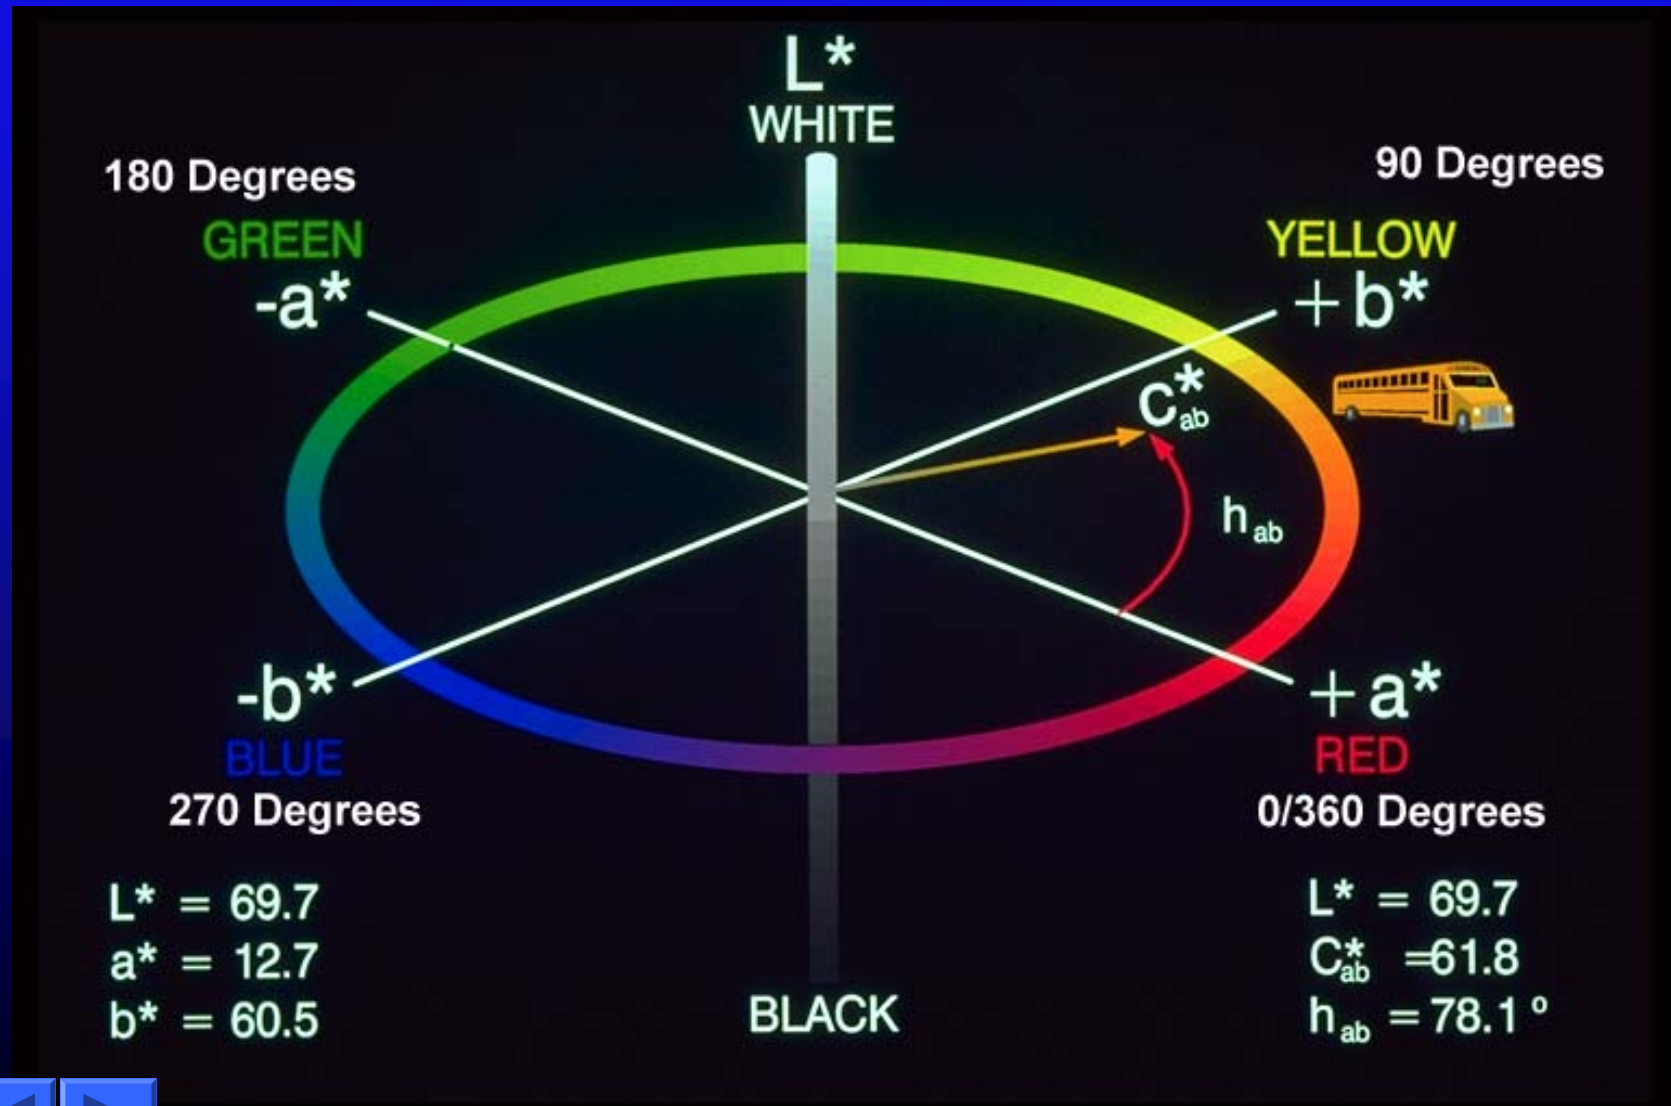 L*
WHITE
180 Degrees
90 Degrees
GREEN
YELLOW
-a*
+b*
C*ab
hab
-b*
+a*
BLUE
RED
270 Degrees
0/360 Degrees
L* = 69.7
a* = 12.7
b* = 60.5
L* = 69.7
C*ab =61.8
hab = 78.1 º
BLACK